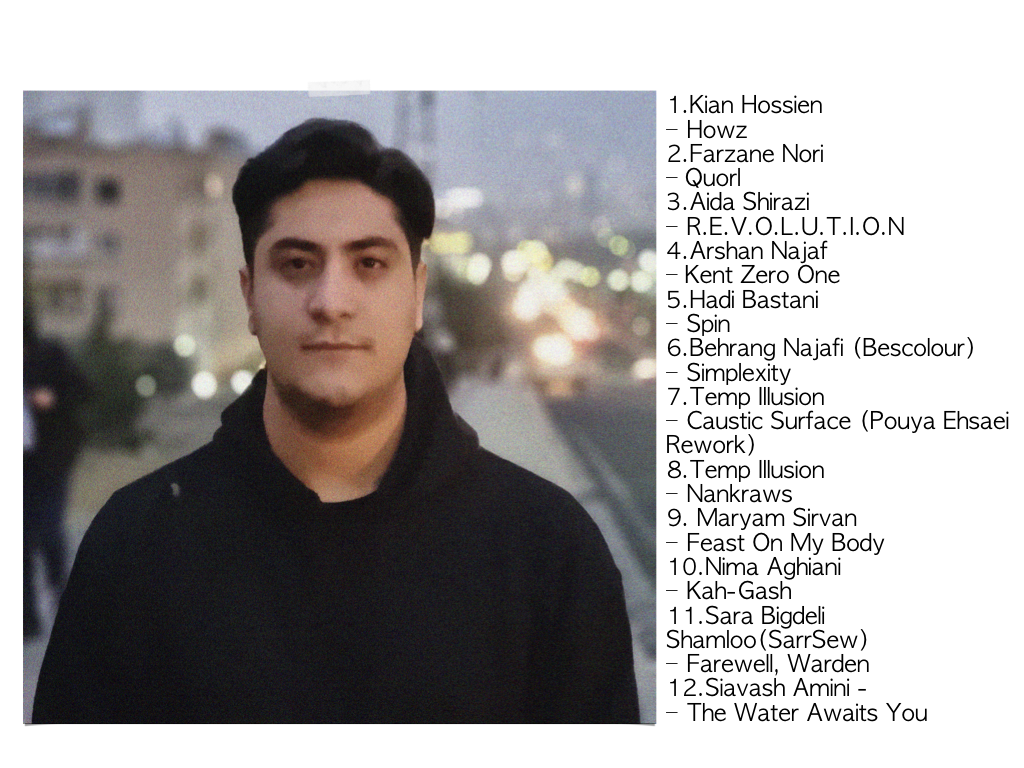 1.Kian Hossien
– Howz
2.Farzane Nori
– Quorl
3.Aida Shirazi
– R.E.V.O.L.U.T.I.O.N
4.Arshan Najaf
– Kent Zero One
5.Hadi Bastani
– Spin
6.Behrang Najafi (Bescolour)
– Simplexity
7.Temp Illusion
– Caustic Surface (Pouya Ehsaei
Rework)
8.Temp Illusion
– Nankraws
9. Maryam Sirvan
– Feast On My Body
10.Nima Aghiani
– Kah-Gash
11.Sara Bigdeli
Shamloo(SarrSew)
– Farewell, Warden
12.Siavash Amini -
– The Water Awaits You